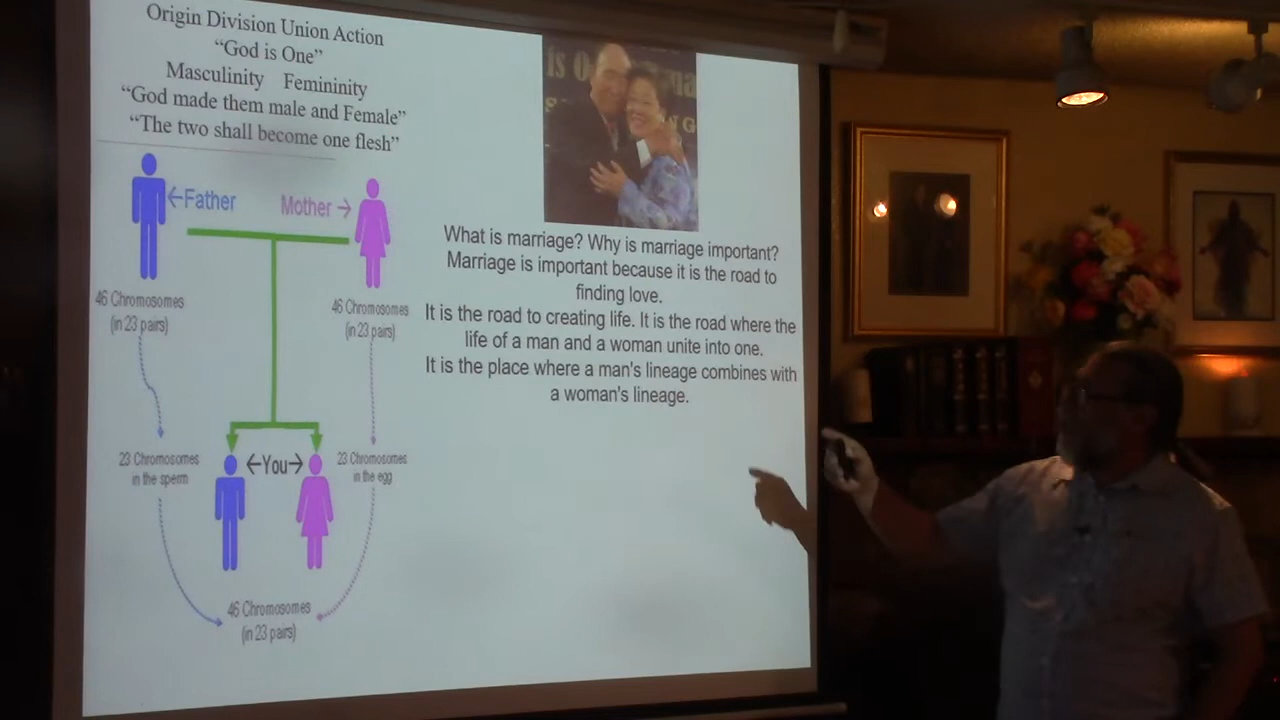 Origin Division Union Action
“God is One”
Masculinity Femininity
“God made them male and Female”
“The two shall become one flesh”
←Father
Mother→
46 Chromosomes
(in 23 pairs)
46 Chromosomes
(in 23 pairs)
23 Chromosomes
in the sperm
←You→
23 Chromosomes
in the egg
46 Chromosomes
(in 23 pairs)
is O
ma
S
W G
What is marriage? Why is marriage important?
Marriage is important because it is the road to
finding love.
It is the road to creating life. It is the road where the
life of a man and a woman unite into one.
It is the place where a man's lineage combines with
a woman's lineage.